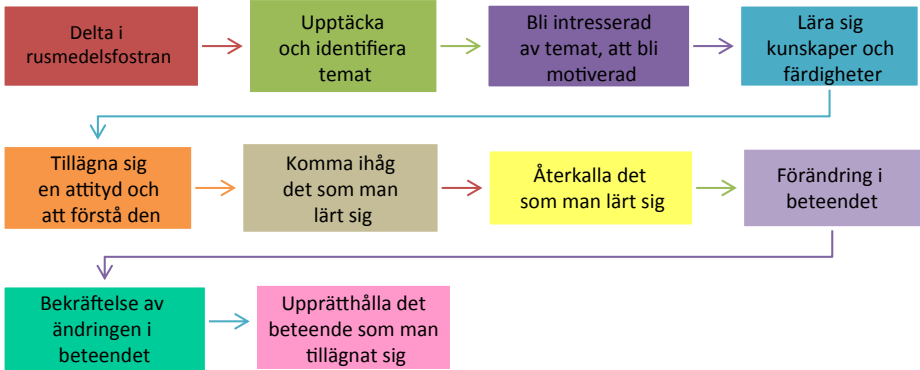 Delta i
rusmedelsfostran
Upptäcka
och identifiera
temat
Bli intresserad
av temat, att bli
motiverad
Lära sig
kunskaper och
färdigheter
Tillägna sig
en attityd och
att förstå den
Komma ihåg
det som man
lärt sig
Återkalla det
som man lärt sig
Förändring i
beteendet
Bekräftelse av
ändringen i
beteendet
Upprätthålla det
beteende som man
tillägnat sig